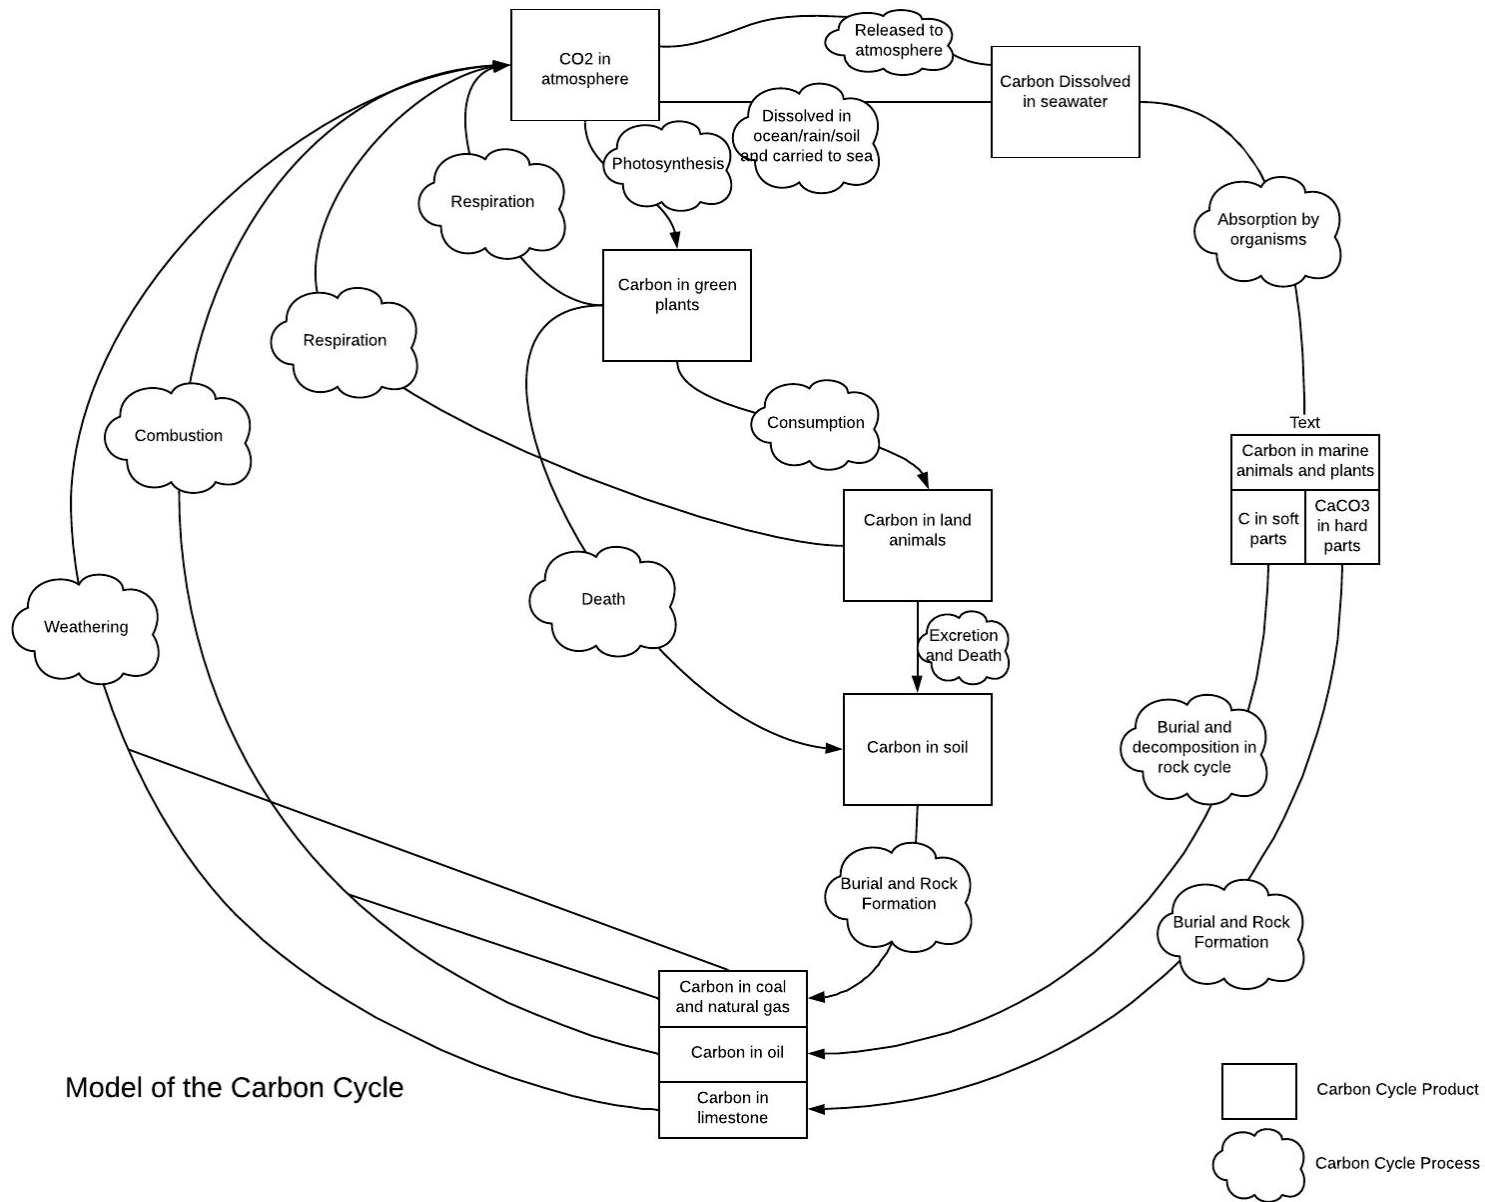 CO2 in
atmosphere
Released to
atmosphere
Carbon Dissolved
in seawater
Dissolved in
ocean/rain/soil
and carried to sea
Photosynthesis
Respiration
Absorption by
organisms
Carbon in green
plants
Respiration
Consumption
Combustion
Text
Carbon in marine
animals and plants
C in soft
parts
CaCO3
in hard
parts
Carbon in land
animals
Death
Weathering
Excretion
and Death
Carbon in soil
Burial and
decomposition in
rock cycle
Burial and Rock
Formation
Burial and Rock
Formation
Carbon in coal
and natural gas
Carbon in oil
Carbon in
limestone
Model of the Carbon Cycle
Carbon Cycle Product
Carbon Cycle Process